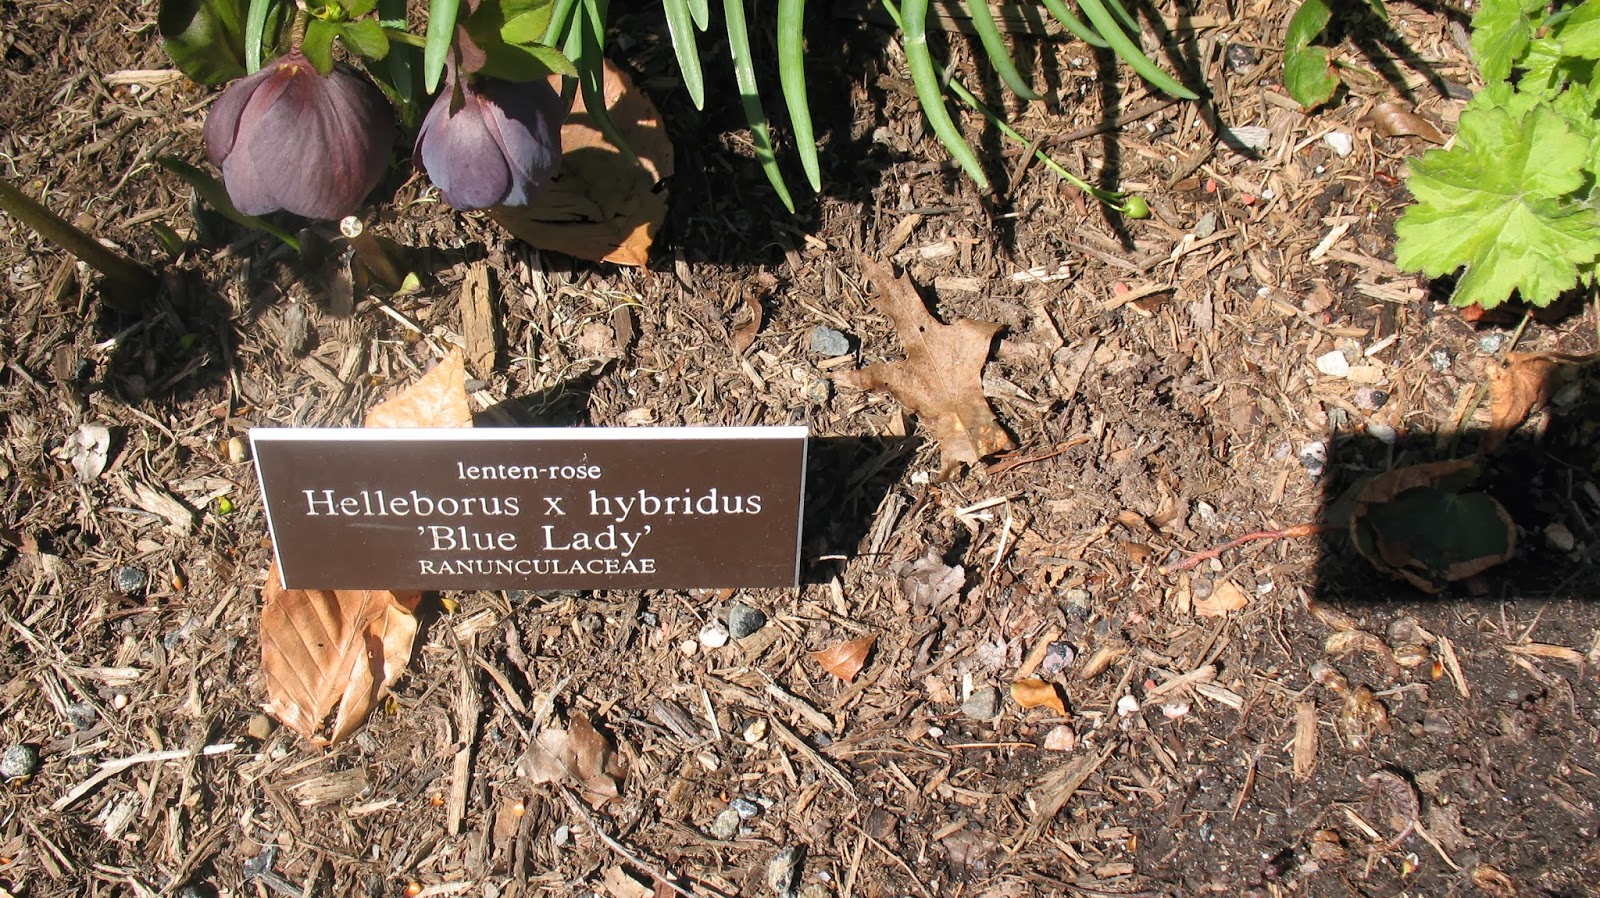 lenten-rose
Helleborus x hybridus
'Blue Lady'
RANUNCULACEAE